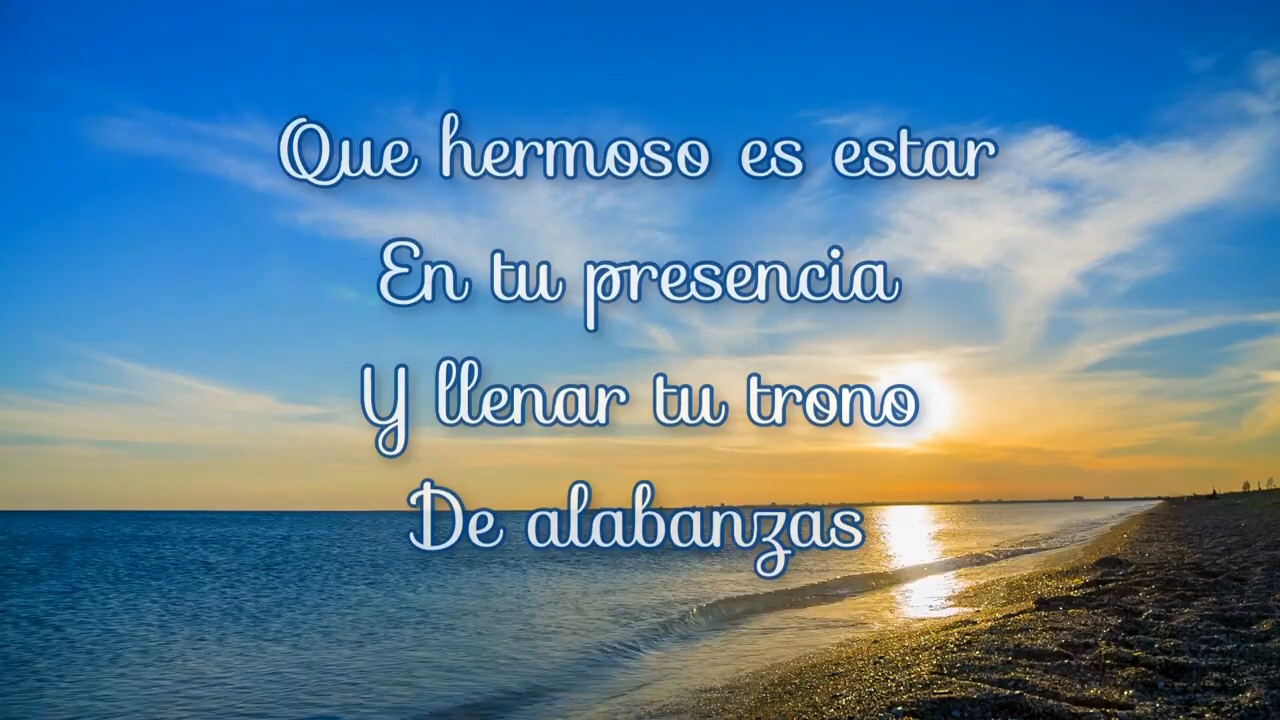 Que hermoso es estar
En tu presencia
Y llenar tu trono
De alabanzas